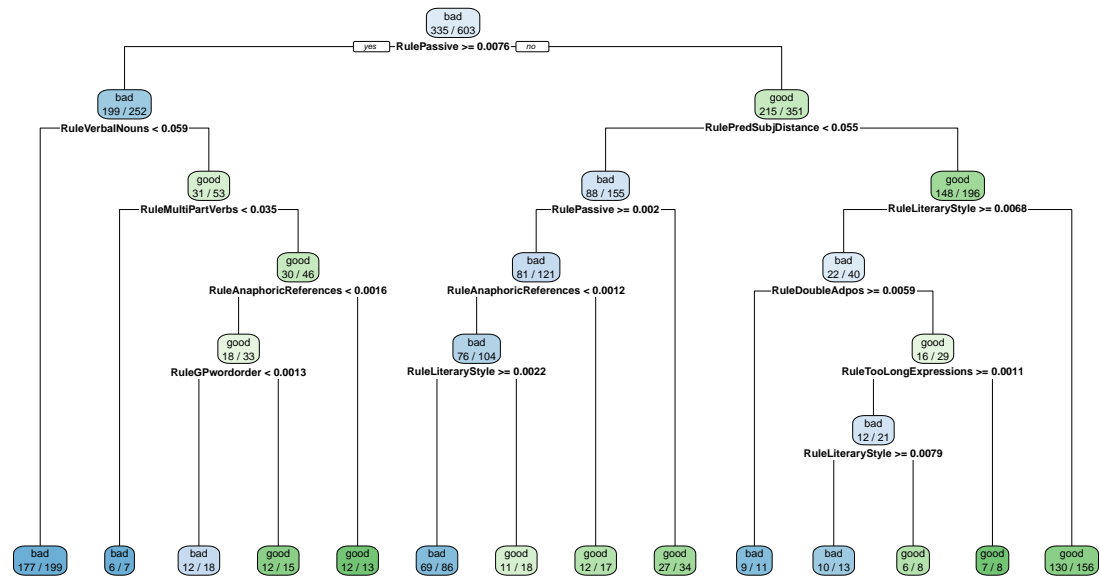 bad
335 / 603
yes RulePassive >= 0.0076 no
bad
199 / 252
good
215 / 351
RuleVerbalNouns < 0.059
RulePredSubjDistance < 0.055
good
31 / 53
bad
88 / 155
good
148 / 196
RuleMultiPartVerbs < 0.035
RulePassive >= 0.002
RuleLiteraryStyle >= 0.0068
good
30 / 46
bad
81 / 121
bad
22 / 40
RuleAnaphoricReferences < 0.0016
RuleAnaphoricReferences < 0.0012
RuleDoubleAdpos >= 0.0059
good
18 / 33
bad
76 / 104
good
16 / 29
RuleGPwordorder < 0.0013
RuleLiteraryStyle >= 0.0022
RuleTooLongExpressions >= 0.0011
bad
12 / 21
RuleLiteraryStyle >= 0.0079
bad
177 / 199
bad
6 / 7
bad
12 / 18
good
12 / 15
good
12 / 13
bad
69 / 86
good
11 / 18
good
12 / 17
good
27 / 34
bad
9 / 11
bad
10 / 13
good
6 / 8
good
7 / 8
good
130 / 156